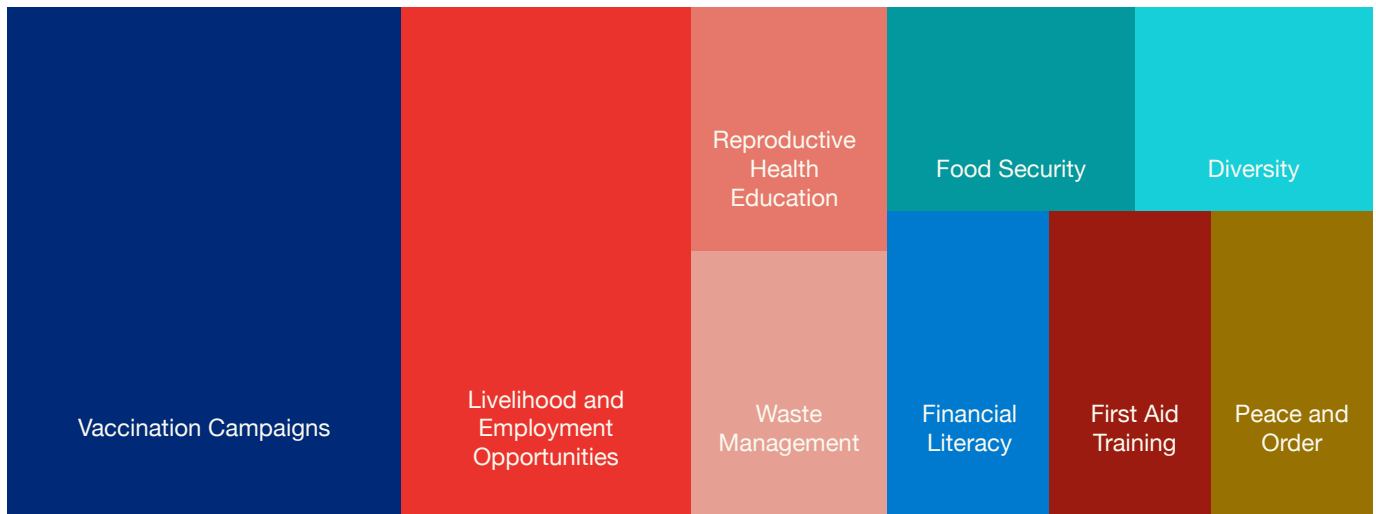 Vaccination Campaigns
Livelihood and
Employment
Opportunities
Reproductive
Health
Education
Waste
Management
Food Security
Diversity
Financial
Literacy
First Aid
Training
Peace and
Order